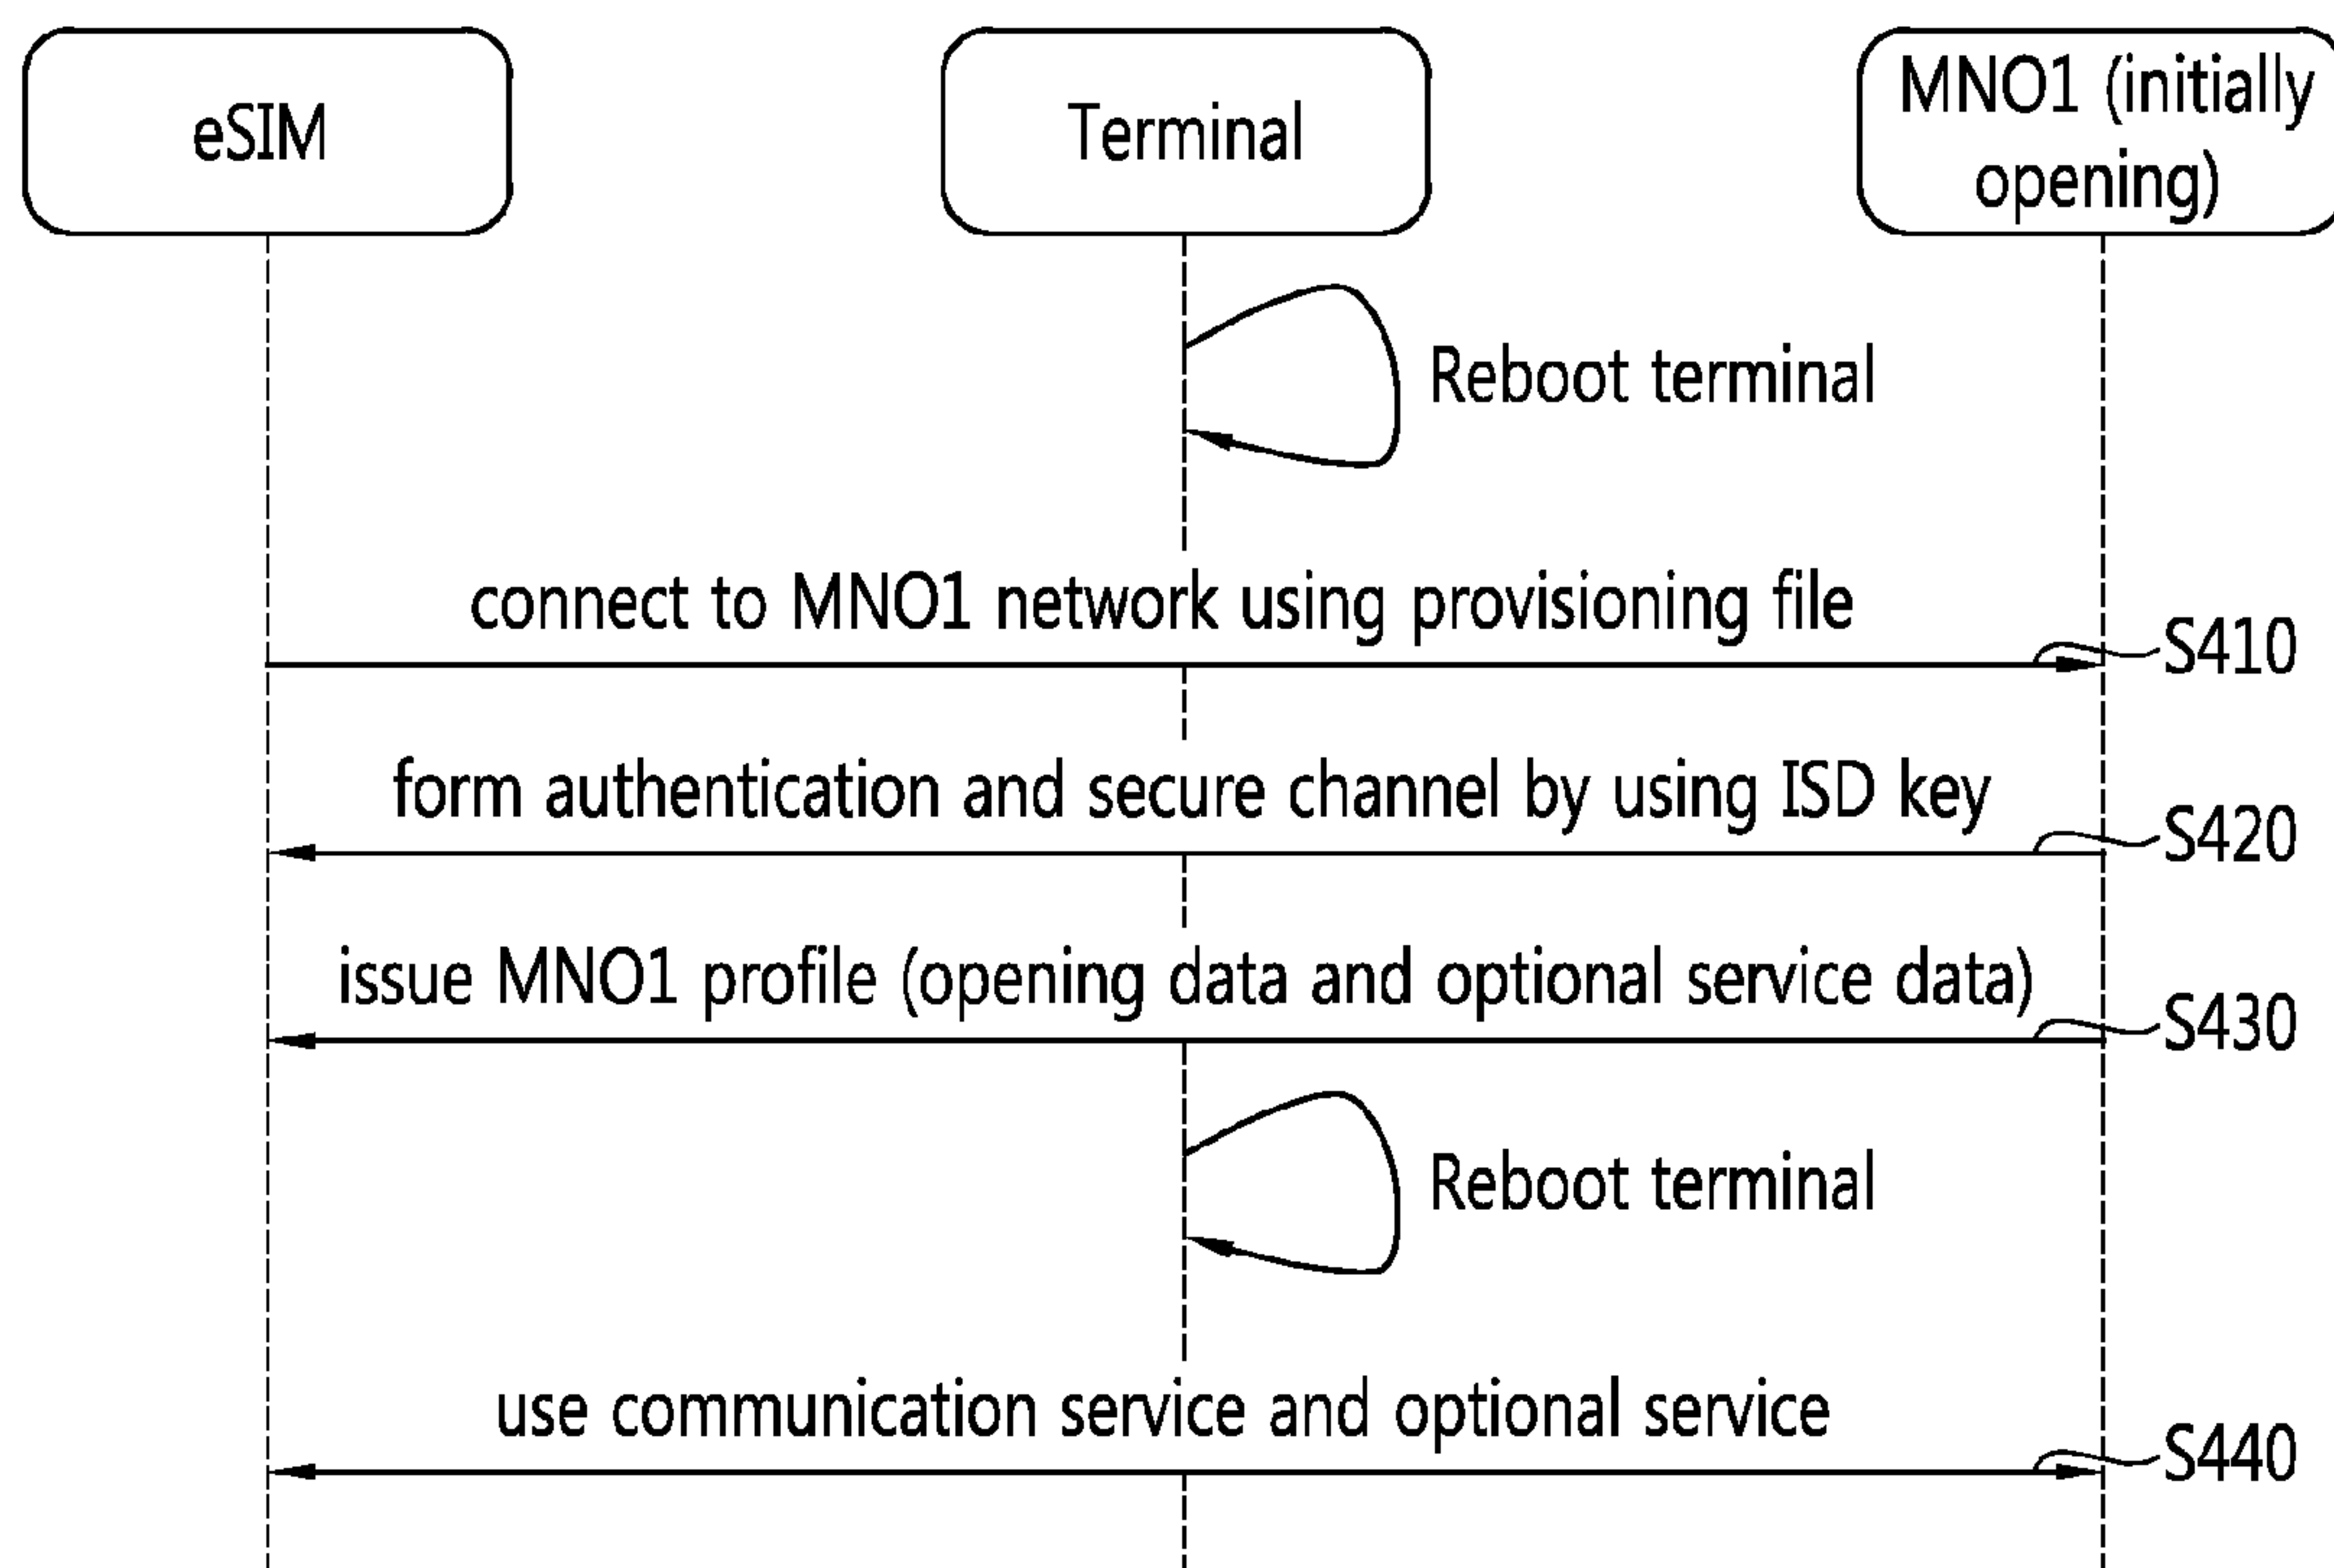 eSIM
Terminal
MNO1 (initially
opening)
Reboot terminal
connect to MNO1 network using provisioning file
S410
form authentication and secure channel by using ISD key
S420
issue MNO1 profile (opening data and optional service data)
S430
Reboot terminal
use communication service and optional service
S440